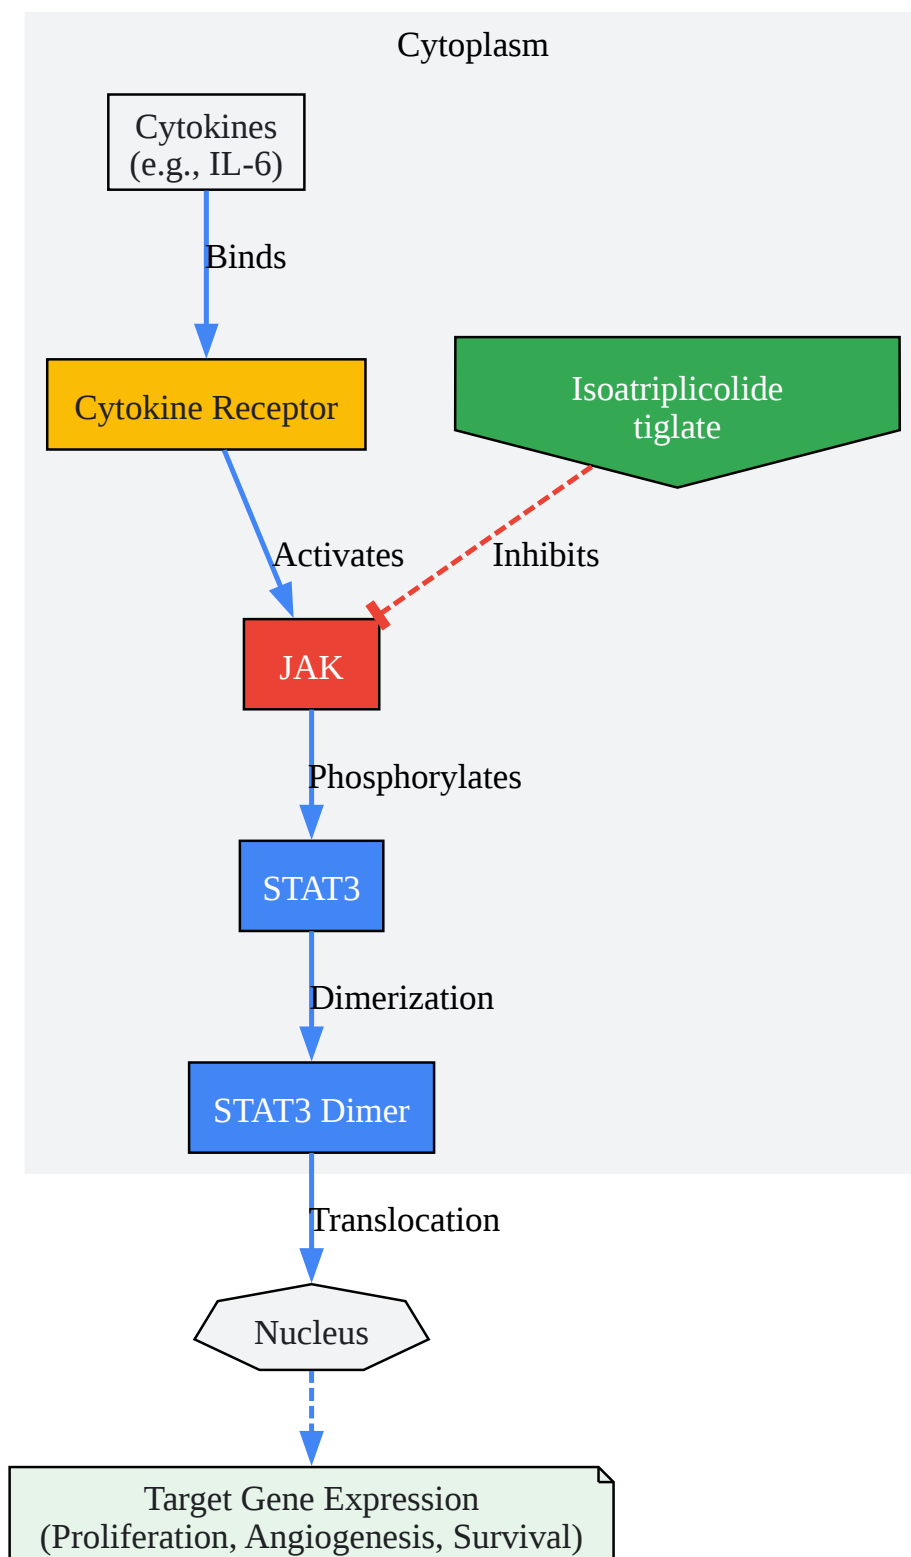 Cytoplasm
Cytokines
(e.g., IL-6)
Binds
Cytokine Receptor
Isoatriplicolide
tiglate
Activates
Inhibits
JAK
Phosphorylates
STAT3
Dimerization
STAT3 Dimer
Translocation
Nucleus
Target Gene Expression
(Proliferation, Angiogenesis, Survival)